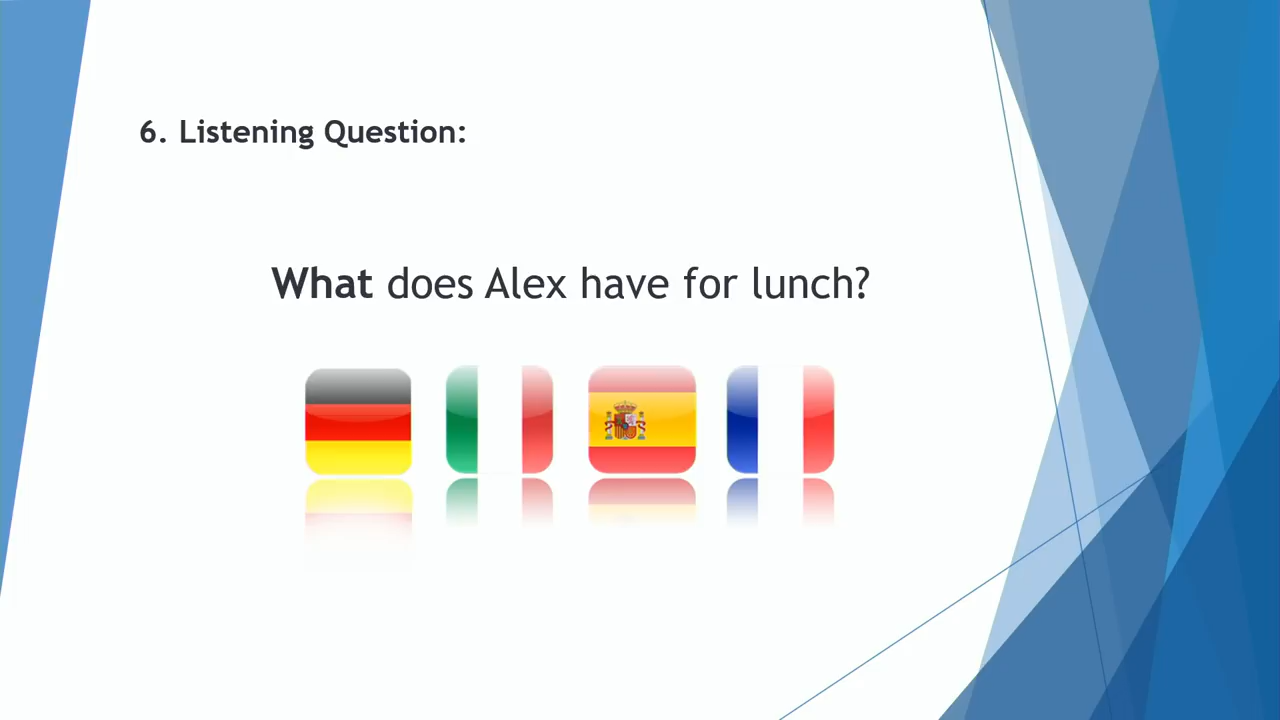 6. Listening Question:
What does Alex have for lunch?